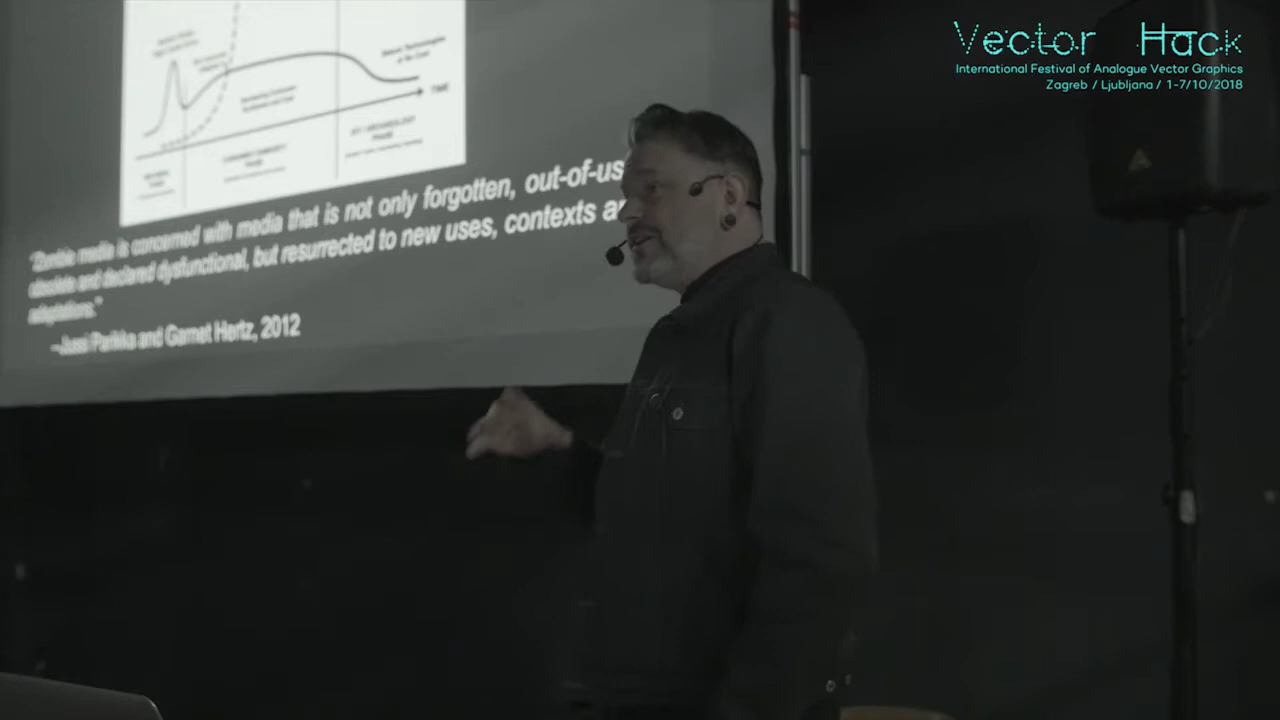 Vector Hack
International Festival of Analogue Vector Graphics
Zagreb / Ljubljana / 1-7/10/2018
TIME
"Zombie media is concerned with media that is not only forgotten, out-of-us
obsolete and declared dysfunctional, but resurrected to new uses, contexts a
adaptations."
–Jussi Parikka and Garnet Hertz, 2012